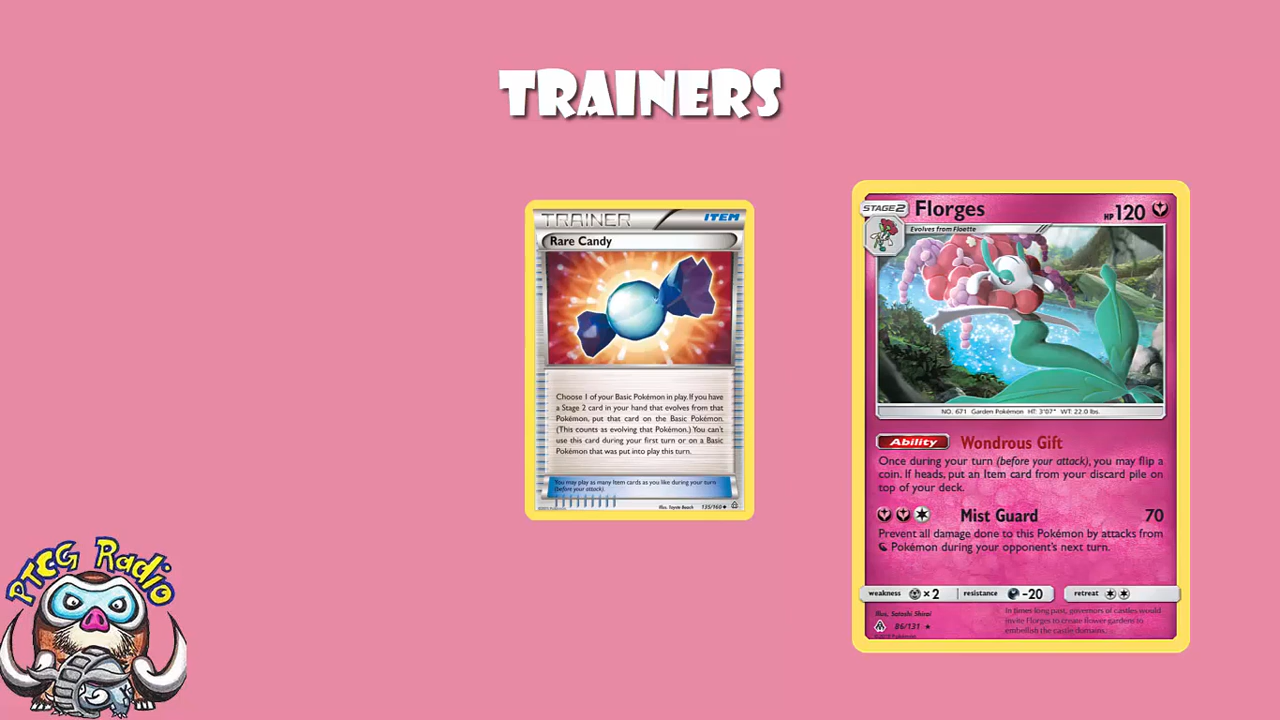 TRAINERS
TRAINER
ITEM
Rare Candy
Choose 1 of your Basic Pokémon in play. If you have
a Stage 2 card in your hand that evolves from that
Pokémon, put that card on the Basic Pokémon.
(This counts as evolving that Pokémon.) You can't
use this card during your first turn or on a Basic
Pokémon that was put into play this turn.
You may play as many Item cards as you like during your turn
(before your attack).
Illus. Toyste Beach
135/160
STAGE 2
Florges
HP 120
Evolves from Floette
NO. 671 Garden Pokémon HT: 3'07" WT: 22.0 lbs.
Ability Wondrous Gift
Once during your turn (before your attack), you may flip a
coin. If heads, put an Item card from your discard pile on
top of your deck.
Mist Guard 70
Prevent all damage done to this Pokémon by attacks from
Pokémon during your opponent's next turn.
weakness ×2 resistance -20 retreat
Illus. Satoshi Shirai
86/131
In times long past, governors of castles would
invite Florges to create flower gardens to
embellish the castle domains.
PTCG Radio